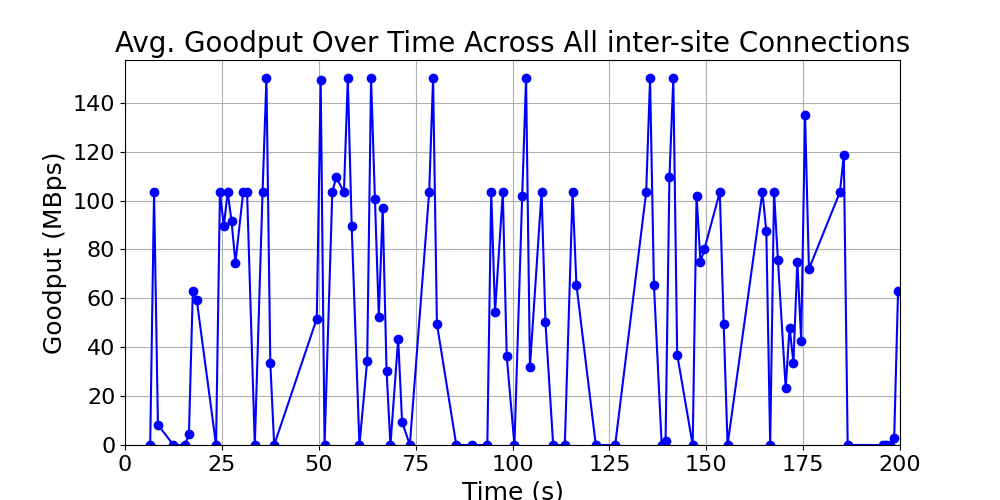 Avg. Goodput Over Time Across All inter-site Connections
Goodput (MBps)
140
120
100
80
60
40
20
0
0 25 50 75 100 125 150 175 200
Time (s)